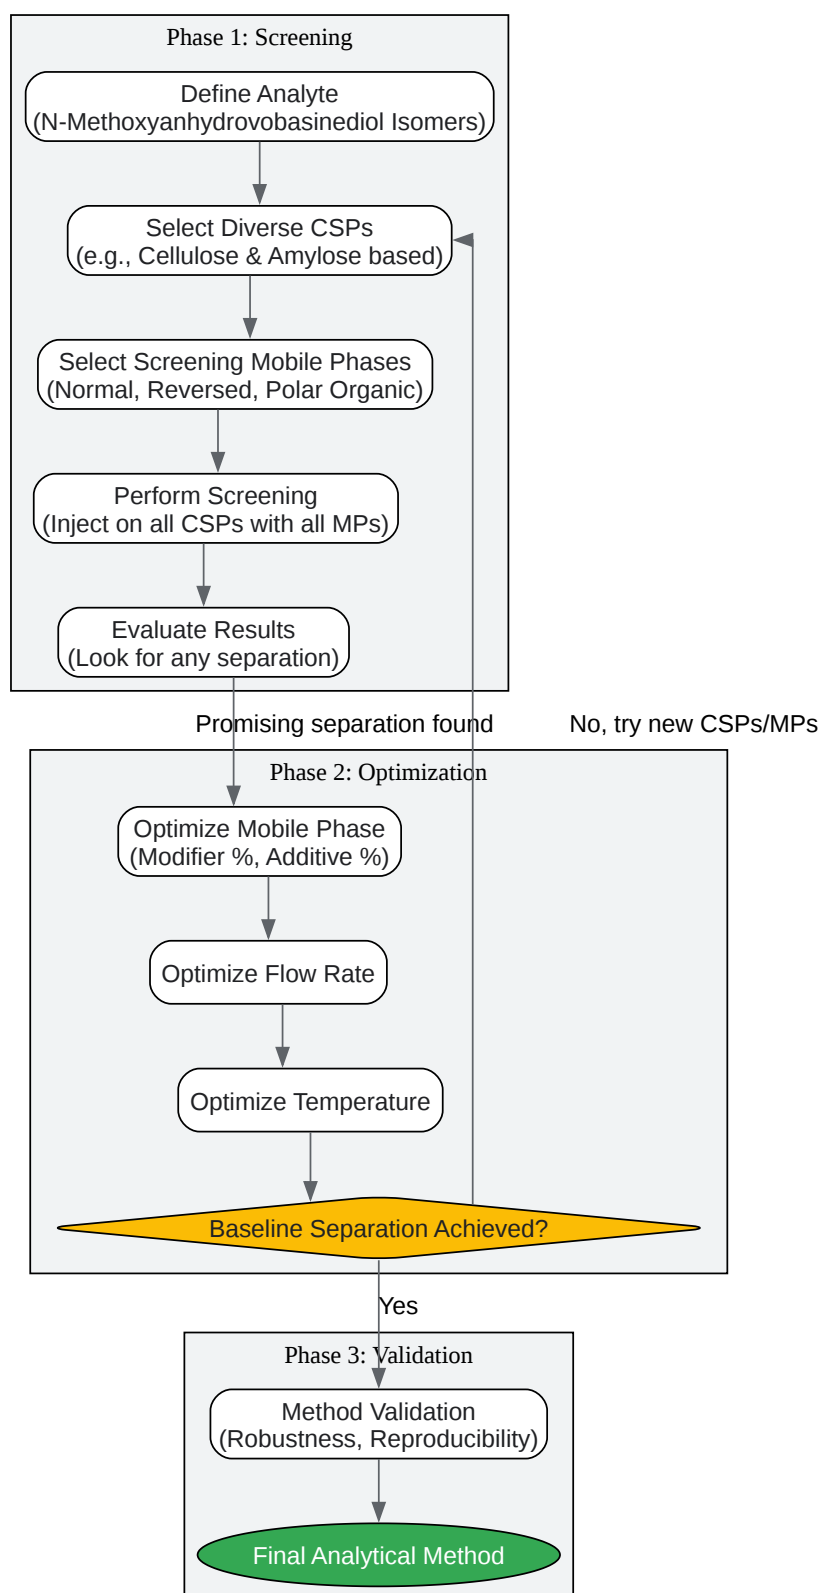 Phase 1: Screening
Define Analyte
(N-Methoxyanhydrovobasinediol Isomers)
Select Diverse CSPs
(e.g., Cellulose & Amylose based)
Select Screening Mobile Phases
(Normal, Reversed, Polar Organic)
Perform Screening
(Inject on all CSPs with all MPs)
Evaluate Results
(Look for any separation)
Promising separation found
No, try new CSPs/MPs
Phase 2: Optimization
Optimize Mobile Phase
(Modifier %, Additive %)
Optimize Flow Rate
Optimize Temperature
Baseline Separation Achieved?
Yes
Phase 3: Validation
Method Validation
(Robustness, Reproducibility)
Final Analytical Method